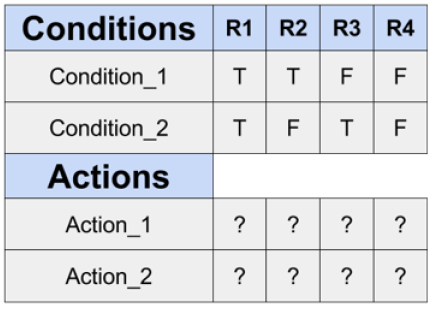 Conditions R1 R2 R3 R4
Condition_1 T T F F
Condition_2 T F T F
Actions
Action_1 ? ? ? ?
Action_2 ? ? ? ?